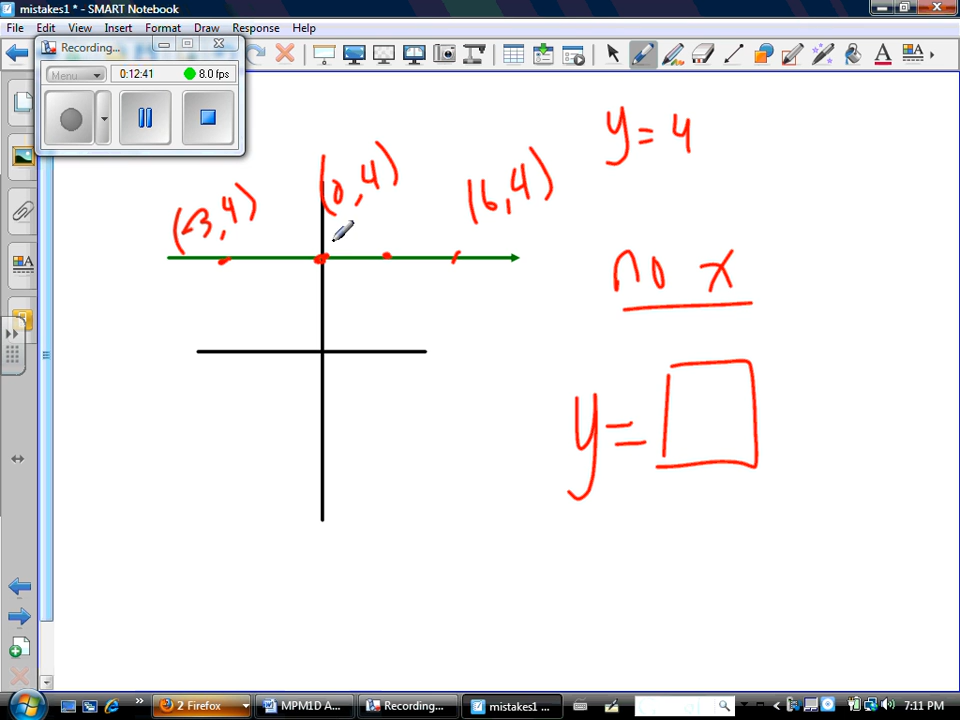 mistakes1 * - SMART Notebook
File Edit View Insert Format Draw Response Help
Recording...
Menu 0:12:41 8.0 fps
y = 4
(-3,4) (0,4) (6,4)
no x
y =
2 Firefox MPM1D A... Recording... mistakes1 ... 7:11 PM